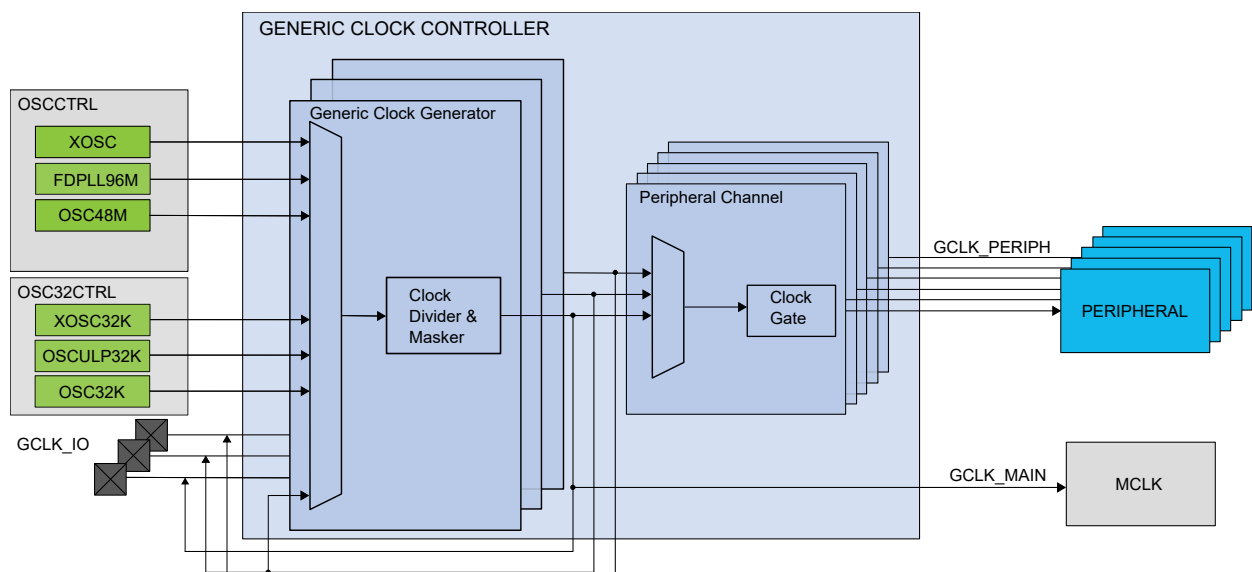 GENERIC CLOCK CONTROLLER
OSCCTRL
XOSC
FDPLL96M
OSC48M
OSC32CTRL
XOSC32K
OSCULP32K
OSC32K
GCLK_IO
Generic Clock Generator
Clock
Divider &
Masker
Peripheral Channel
Clock
Gate
GCLK_PERIPH
PERIPHERAL
GCLK_MAIN
MCLK